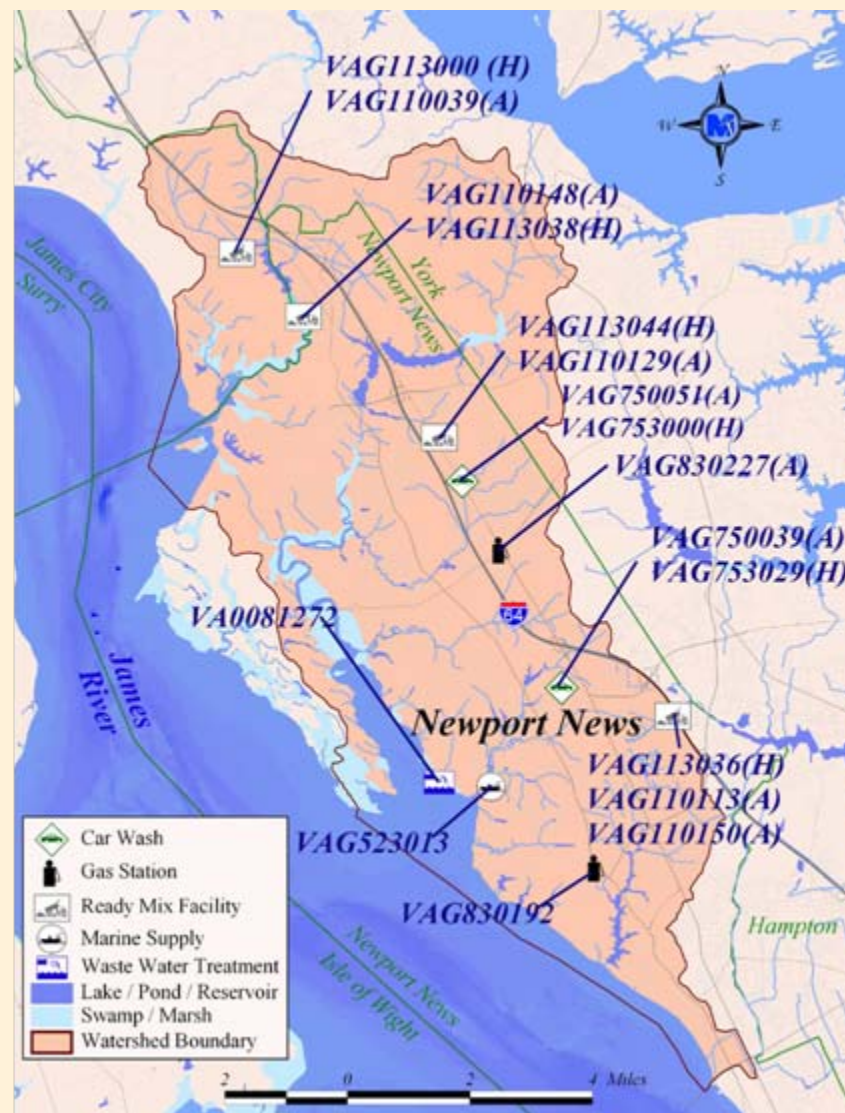 VAG113000 (H)
VAG110039(A)
N
W
E
S
VAG110148(A)
VAG113038(H)
James City
Surry
York
Newport News
VAG113044(H)
VAG110129(A)
VAG750051(A)
VAG753000(H)
VAG830227(A)
VAG750039(A)
VAG753029(H)
VA0081272
64
James
River
Newport News
VAG113036(H)
VAG110113(A)
VAG110150(A)
VAG523013
VAG830192
Hampton
Newport News
Isle of Wight
Car Wash
Gas Station
Ready Mix Facility
Marine Supply
Waste Water Treatment
Lake / Pond / Reservoir
Swamp / Marsh
Watershed Boundary
2 0 2 4 Miles